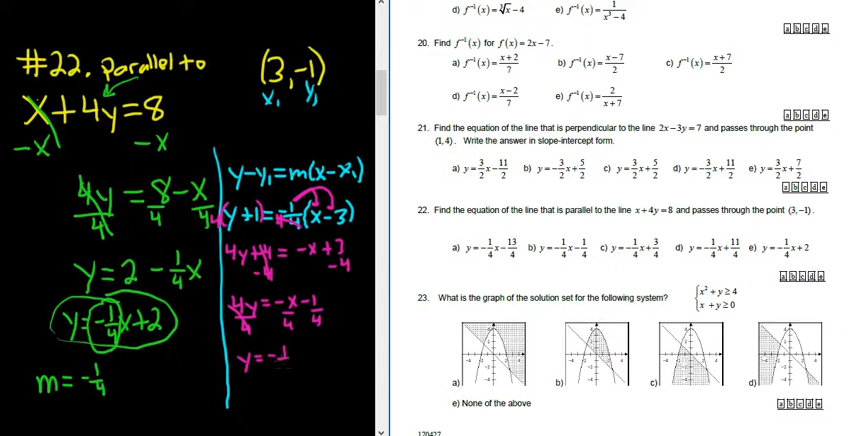 #22. Parallel to (3, -1)
x₁ y₁
x + 4y = 8
-x -x
4y/4 = 8/4 - x/4
y = 2 - 1/4 x
y = -1/4 x + 2
m = -1/4
y - y₁ = m(x - x₁)
4(y + 1) = -1/4 (x - 3)
4y + 4 = -x + 3
-4 -4
4y/4 = -x/4 - 1/4
y = -1
d) f⁻¹(x) = ∛x - 4 e) f⁻¹(x) = 1/(x³ - 4)
a b c d e
20. Find f⁻¹(x) for f(x) = 2x - 7.
a) f⁻¹(x) = (x+2)/7 b) f⁻¹(x) = (x-7)/2 c) f⁻¹(x) = (x+7)/2
d) f⁻¹(x) = (x-2)/7 e) f⁻¹(x) = 2/(x+7)
a b c d e
21. Find the equation of the line that is perpendicular to the line 2x - 3y = 7 and passes through the point
(1, 4). Write the answer in slope-intercept form.
a) y = 3/2 x - 11/2 b) y = -3/2 x + 5/2 c) y = 3/2 x + 5/2 d) y = -3/2 x + 11/2 e) y = 3/2 x + 7/2
a b c d e
22 Find the equation of the line that is parallel to the line x + 4y = 8 and passes through the point (3, -1).
a) y = -1/4 x - 13/4 b) y = -1/4 x - 1/4 c) y = -1/4 x + 3/4 d) y = -1/4 x + 11/4 e) y = -1/4 x + 2
a b c d e
23. What is the graph of the solution set for the following system? { x² + y ≥ 4
x + y ≥ 0
a) b) c) d)
e) None of the above
a b c d e
170427